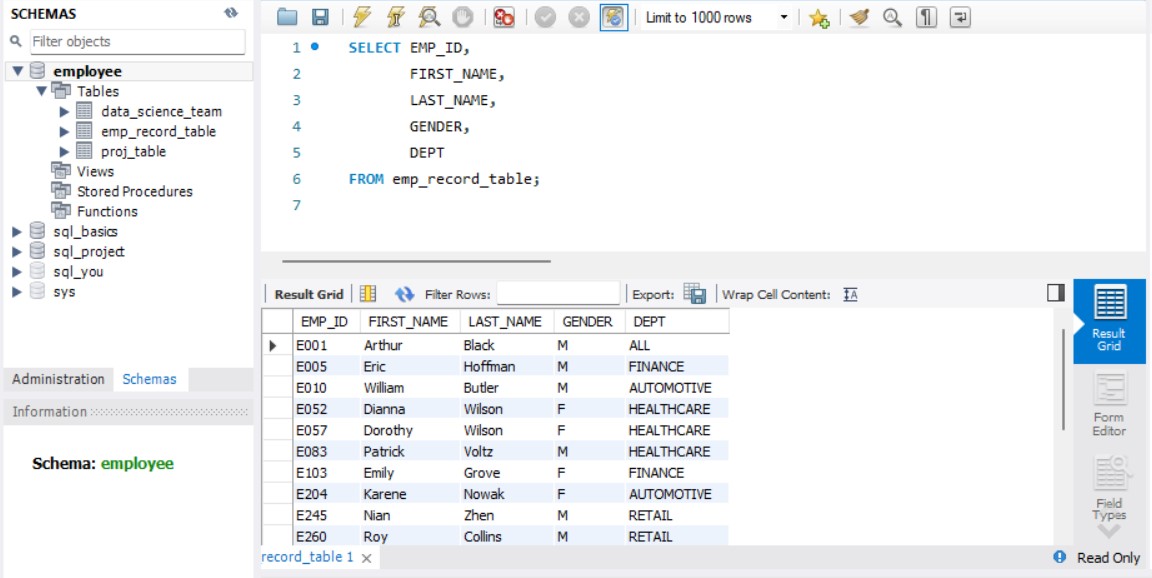 SCHEMAS
Filter objects
employee
Tables
data_science_team
emp_record_table
proj_table
Views
Stored Procedures
Functions
sql_basics
sql_project
sql_you
sys
Administration Schemas
Information
Schema: employee
Limit to 1000 rows
1 SELECT EMP_ID,
2 FIRST_NAME,
3 LAST_NAME,
4 GENDER,
5 DEPT
6 FROM emp_record_table;
7
Result Grid Filter Rows: Export: Wrap Cell Content:
EMP_ID FIRST_NAME LAST_NAME GENDER DEPT
E001 Arthur Black M ALL
E005 Eric Hoffman M FINANCE
E010 William Butler M AUTOMOTIVE
E052 Dianna Wilson F HEALTHCARE
E057 Dorothy Wilson F HEALTHCARE
E083 Patrick Voltz M HEALTHCARE
E103 Emily Grove F FINANCE
E204 Karene Nowak F AUTOMOTIVE
E245 Nian Zhen M RETAIL
E260 Roy Collins M RETAIL
record_table 1
Result
Grid
Form
Editor
Field
Types
Read Only